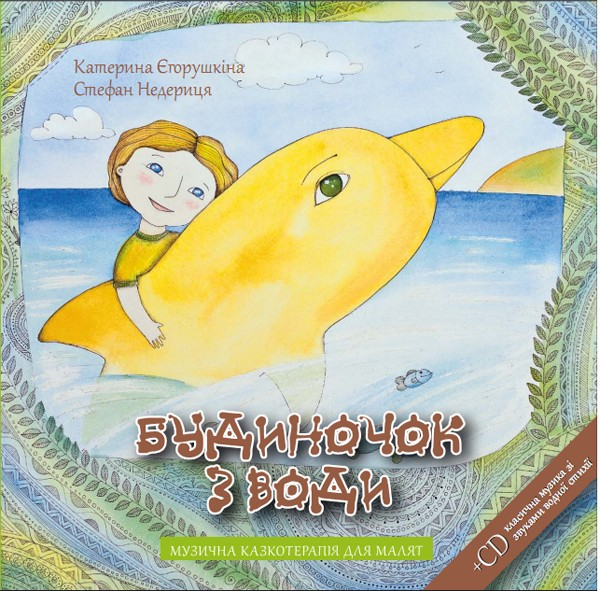 Катерина Єгорушкіна
Стефан Недериця
БУДИНОЧОК
З ВОДИ
МУЗИЧНА КАЗКОТЕРАПІЯ ДЛЯ МАЛЯТ
+CD класична музика зі
звуками водної стихії